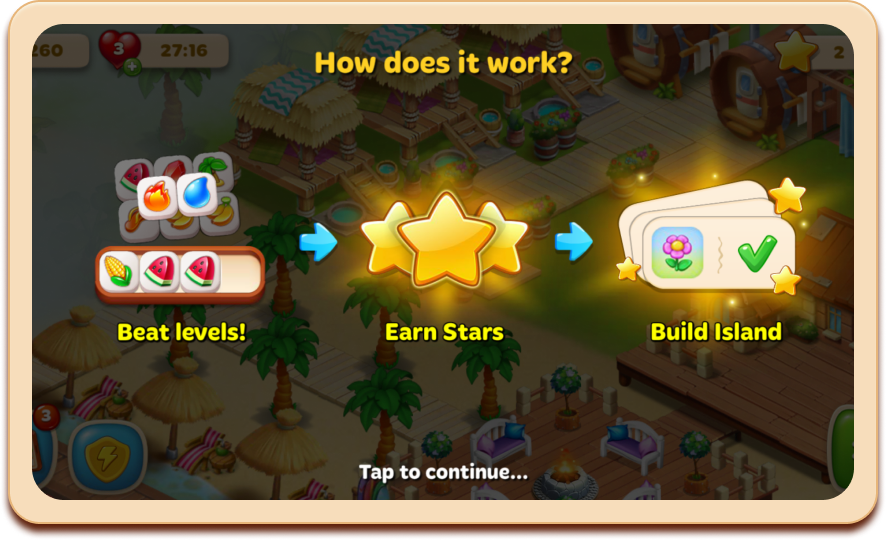 260
3
27:16
2
How does it work?
Beat levels!
Earn Stars
Build Island
3
Tap to continue...